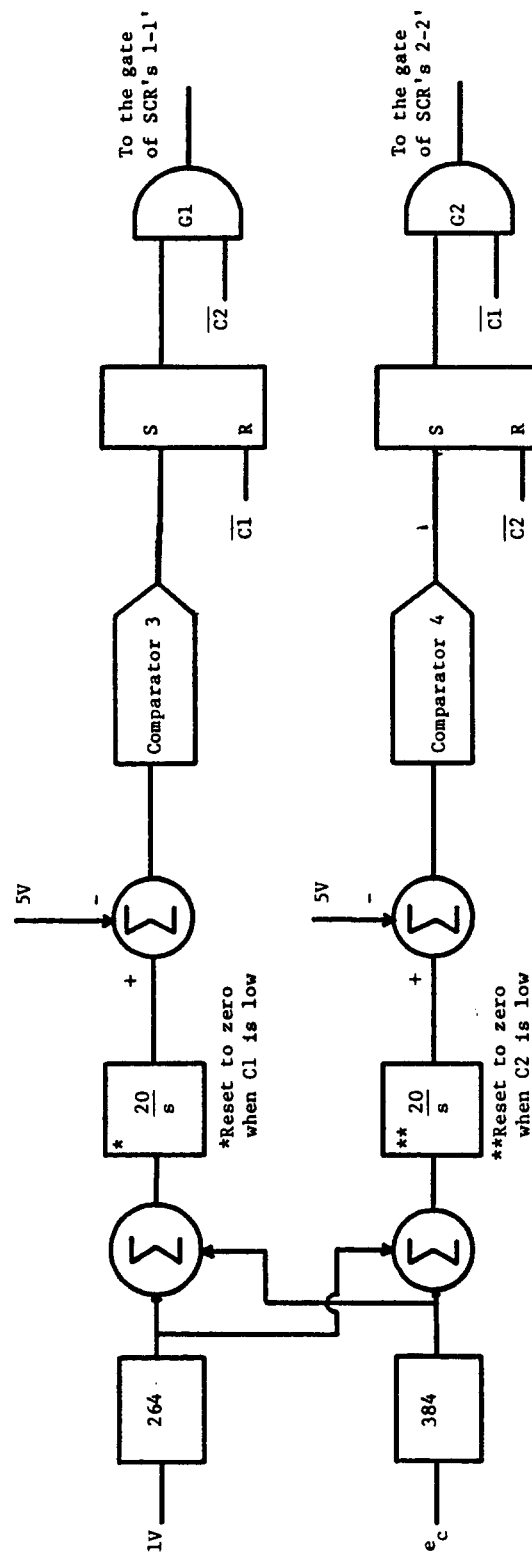 1V
264
Σ
*
20
s
*Reset to zero
when C1 is low
+
5V
-
Σ
Comparator 3
S
R
C1
C2
G1
To the gate
of SCR's 1-1'
e_c
384
Σ
**
20
s
**Reset to zero
when C2 is low
+
5V
-
Σ
Comparator 4
S
R
C2
C1
G2
To the gate
of SCR's 2-2'